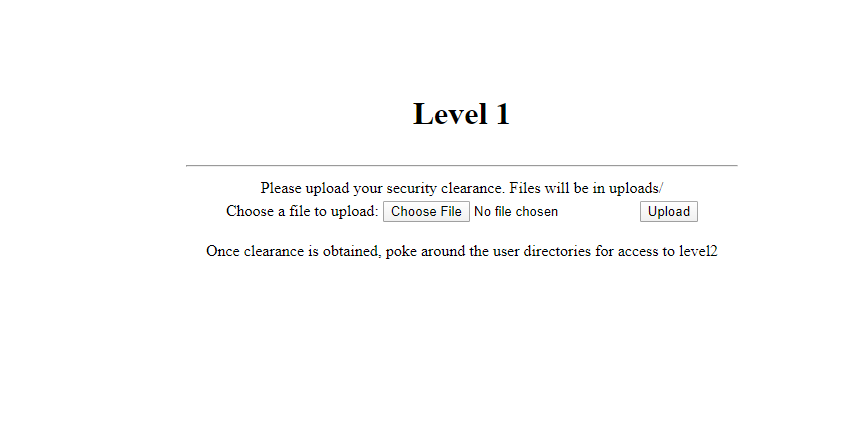 Level 1
Please upload your security clearance. Files will be in uploads/
Choose a file to upload: Choose File No file chosen Upload
Once clearance is obtained, poke around the user directories for access to level2